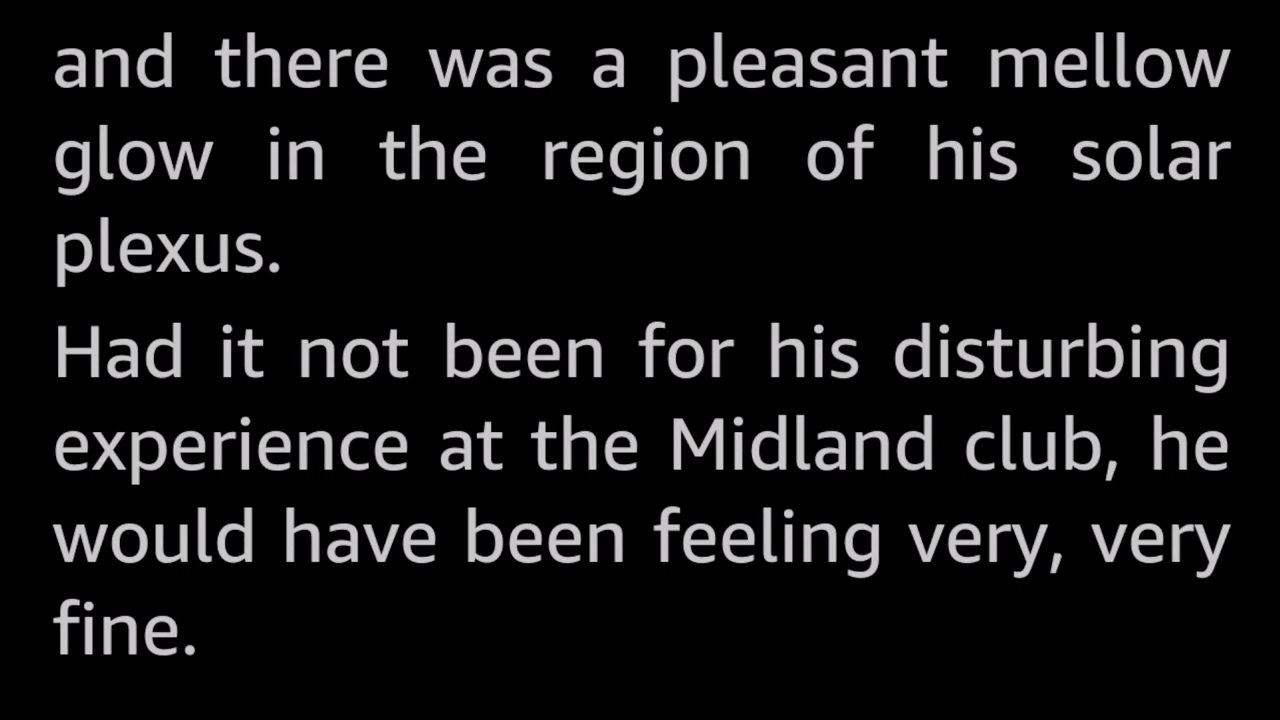 and there was a pleasant mellow
glow in the region of his solar
plexus.
Had it not been for his disturbing
experience at the Midland club, he
would have been feeling very, very
fine.